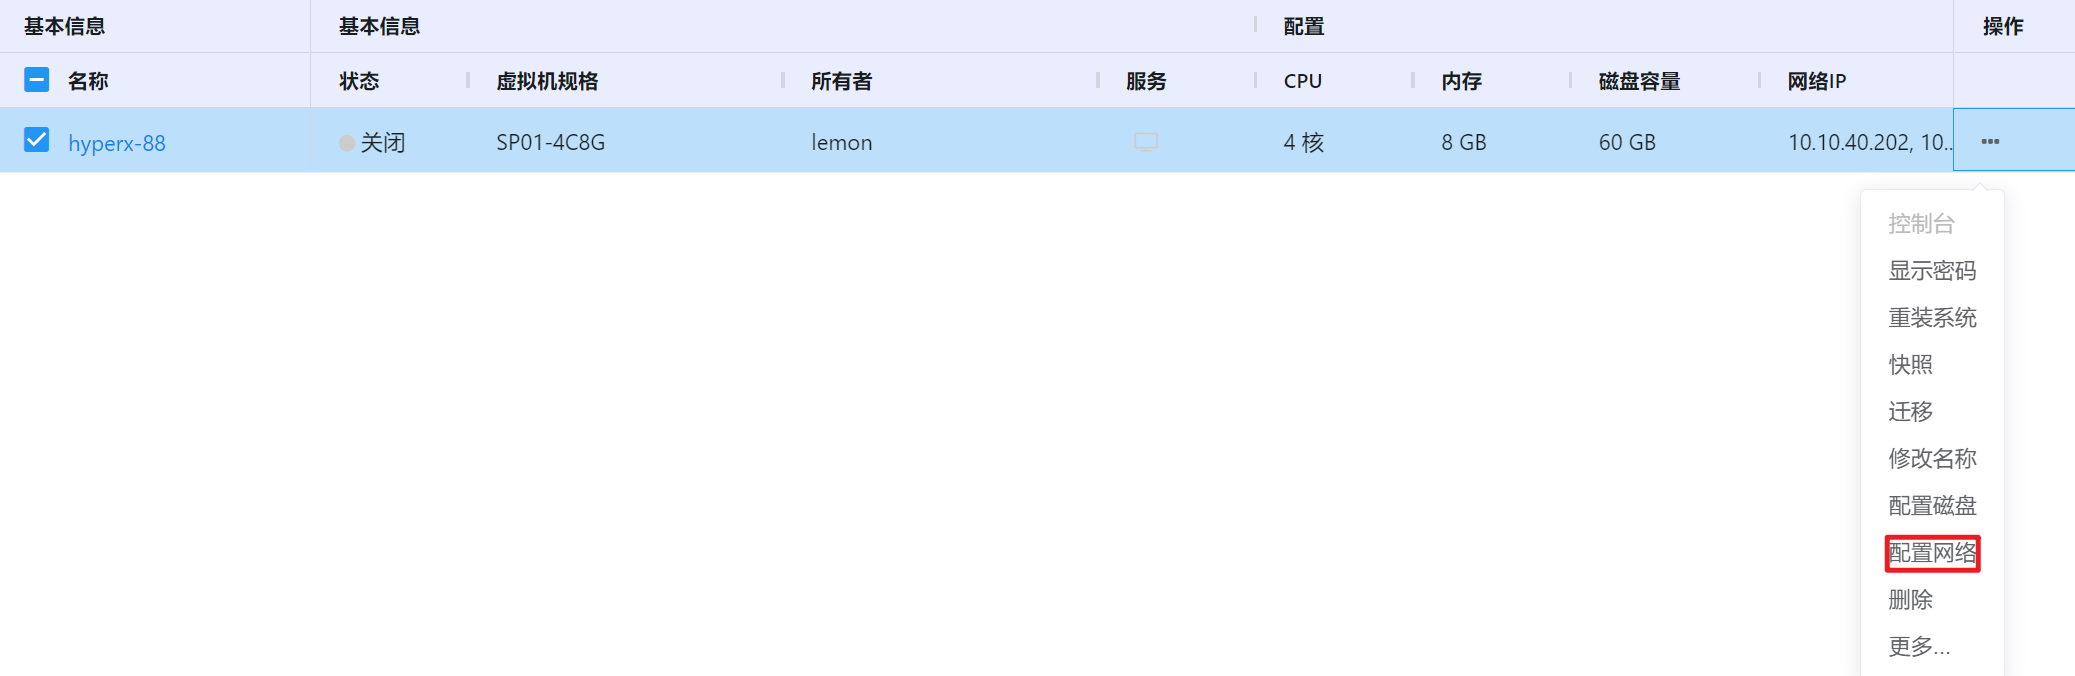 基本信息 基本信息 配置 操作
名称 状态 虚拟机规格 所有者 服务 CPU 内存 磁盘容量 网络IP
hyperx-88 关闭 SP01-4C8G lemon 4 核 8 GB 60 GB 10.10.40.202, 10.. •••
控制台
显示密码
重装系统
快照
迁移
修改名称
配置磁盘
配置网络
删除
更多...